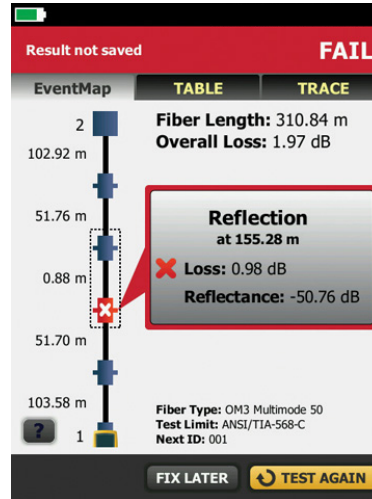 Result not saved
FAIL
EventMap
TABLE
TRACE
2
Fiber Length: 310.84 m
Overall Loss: 1.97 dB
102.92 m
51.76 m
Reflection
at 155.28 m
Loss: 0.98 dB
0.88 m
Reflectance: -50.76 dB
51.70 m
103.58 m
Fiber Type: OM3 Multimode 50
Test Limit: ANSI/TIA-568-C
Next ID: 001
?
1
FIX LATER
TEST AGAIN